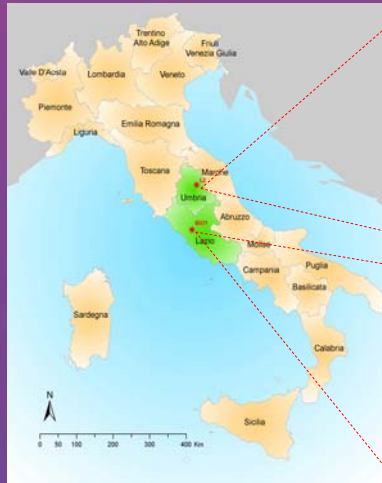 Trentino
Alto Adige
Friuli
Venezia Giulia
Valle D'Aosta
Lombardia
Veneto
Piemonte
Emilia Romagna
Liguria
Toscana
Marche
Umbria
Abruzzo
Lazio
Molise
Campania
Puglia
Basilicata
Sardegna
Calabria
Sicilia
N
0 50 100 200 300 400 Km